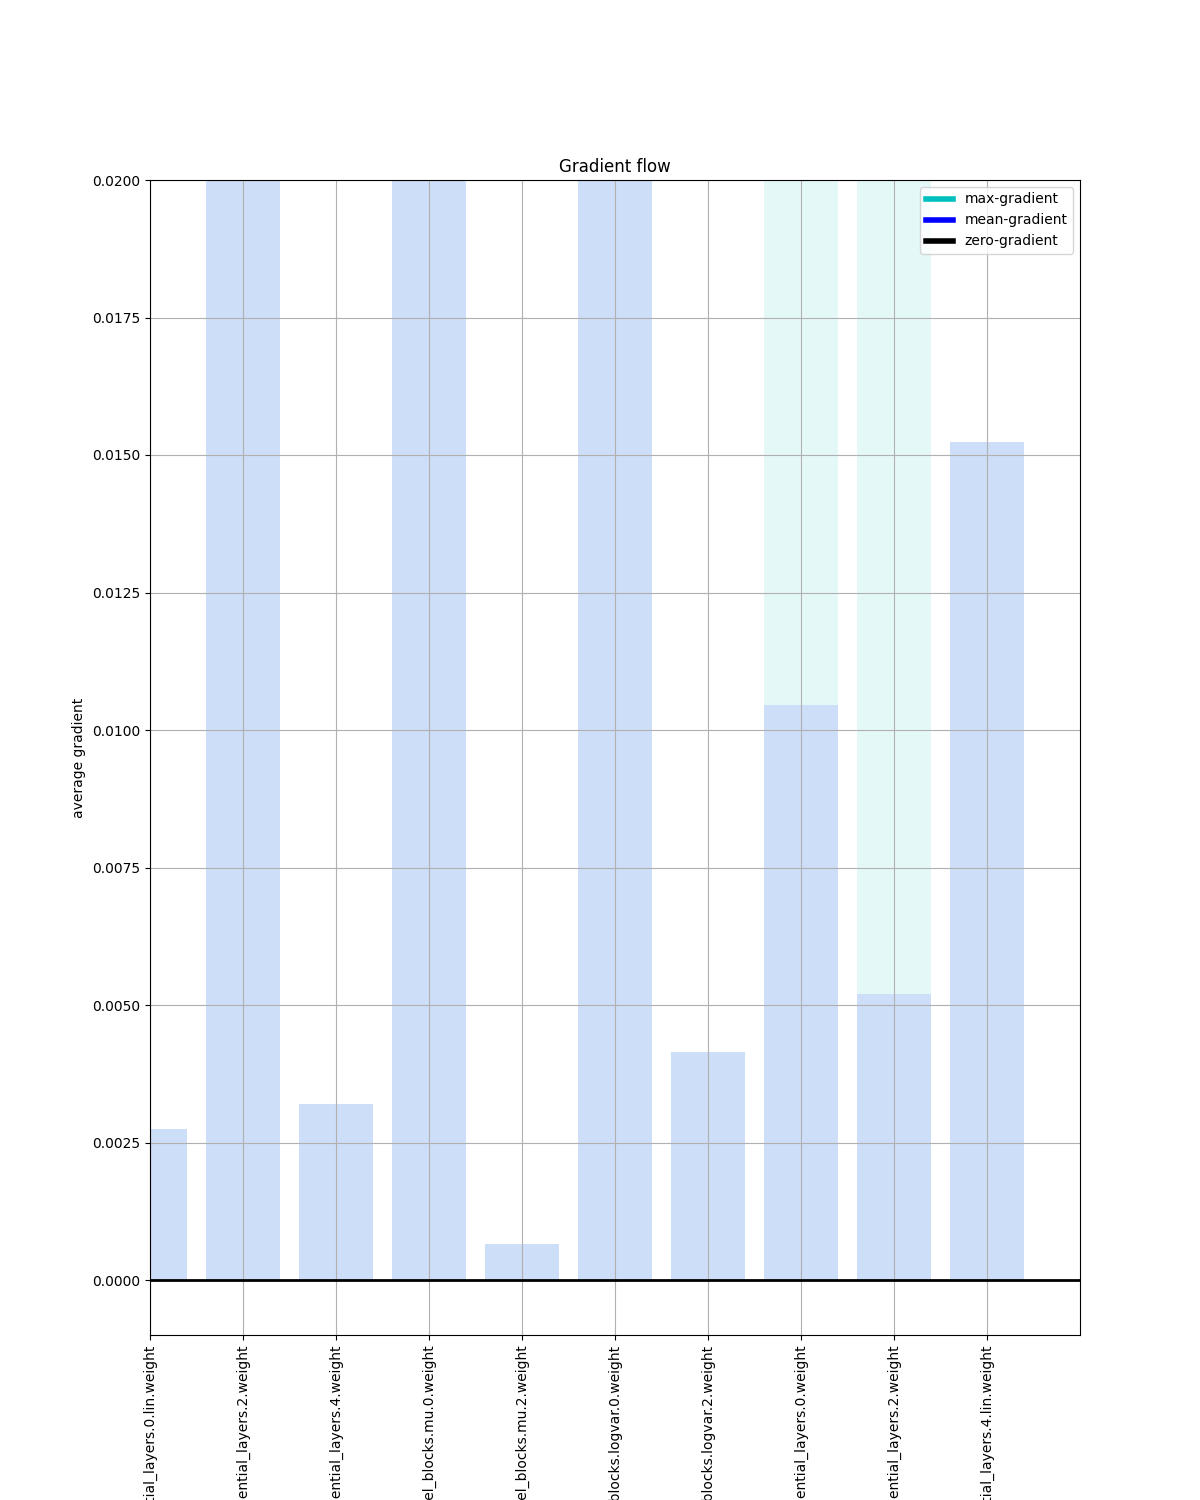 Gradient flow
max-gradient
mean-gradient
zero-gradient
0.0200
0.0175
0.0150
0.0125
0.0100
0.0075
0.0050
0.0025
0.0000
average gradient
tial_layers.0.lin.weight
ential_layers.2.weight
ential_layers.4.weight
el_blocks.mu.0.weight
el_blocks.mu.2.weight
blocks.logvar.0.weight
blocks.logvar.2.weight
ential_layers.0.weight
ential_layers.2.weight
tial_layers.4.lin.weight